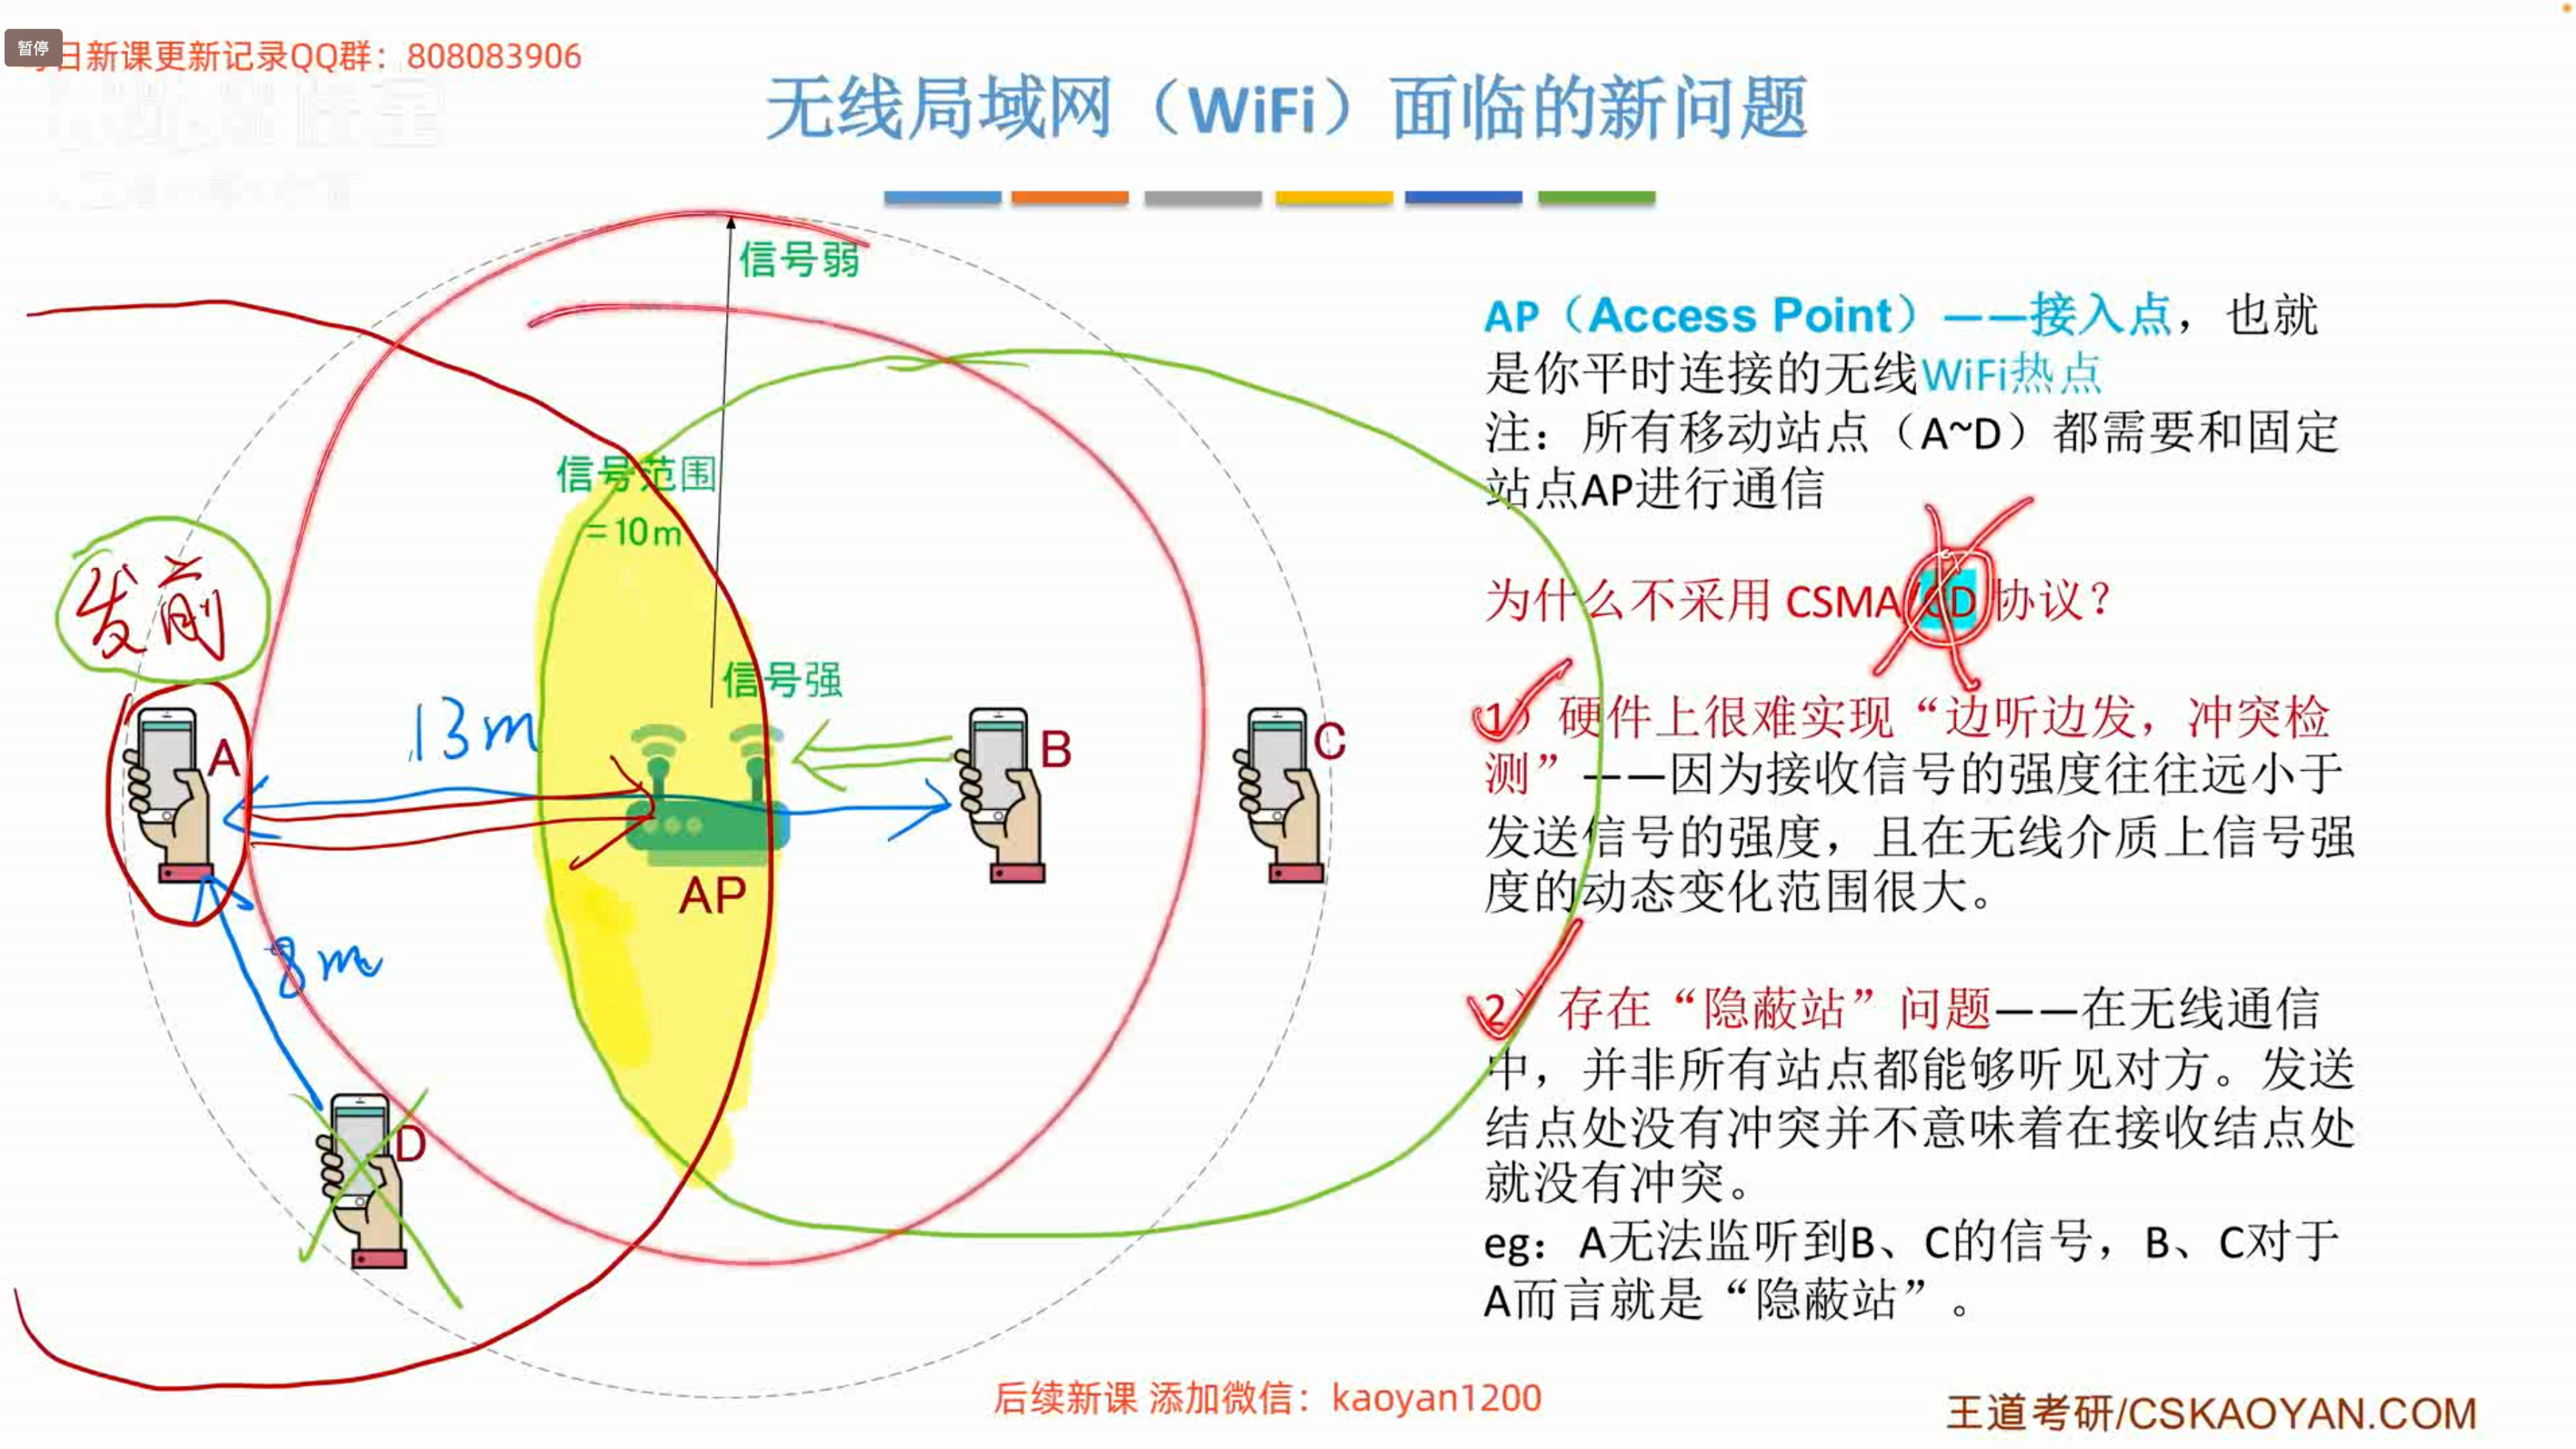 暂停
日新课更新记录QQ群：808083906
无线局域网（WiFi）面临的新问题
信号弱
信号范围
=10m
信号强
发前
13m
A
B
C
AP
8m
D
AP（Access Point）——接入点，也就
是你平时连接的无线WiFi热点
注：所有移动站点（A~D）都需要和固定
站点AP进行通信
为什么不采用 CSMA/CD 协议？
1）硬件上很难实现“边听边发，冲突检
测”——因为接收信号的强度往往远小于
发送信号的强度，且在无线介质上信号强
度的动态变化范围很大。
2）存在“隐蔽站”问题——在无线通信
中，并非所有站点都能够听见对方。发送
结点处没有冲突并不意味着在接收结点处
就没有冲突。
eg：A无法监听到B、C的信号，B、C对于
A而言就是“隐蔽站”。
后续新课 添加微信：kaoyan1200
王道考研/CSKAOYAN.COM